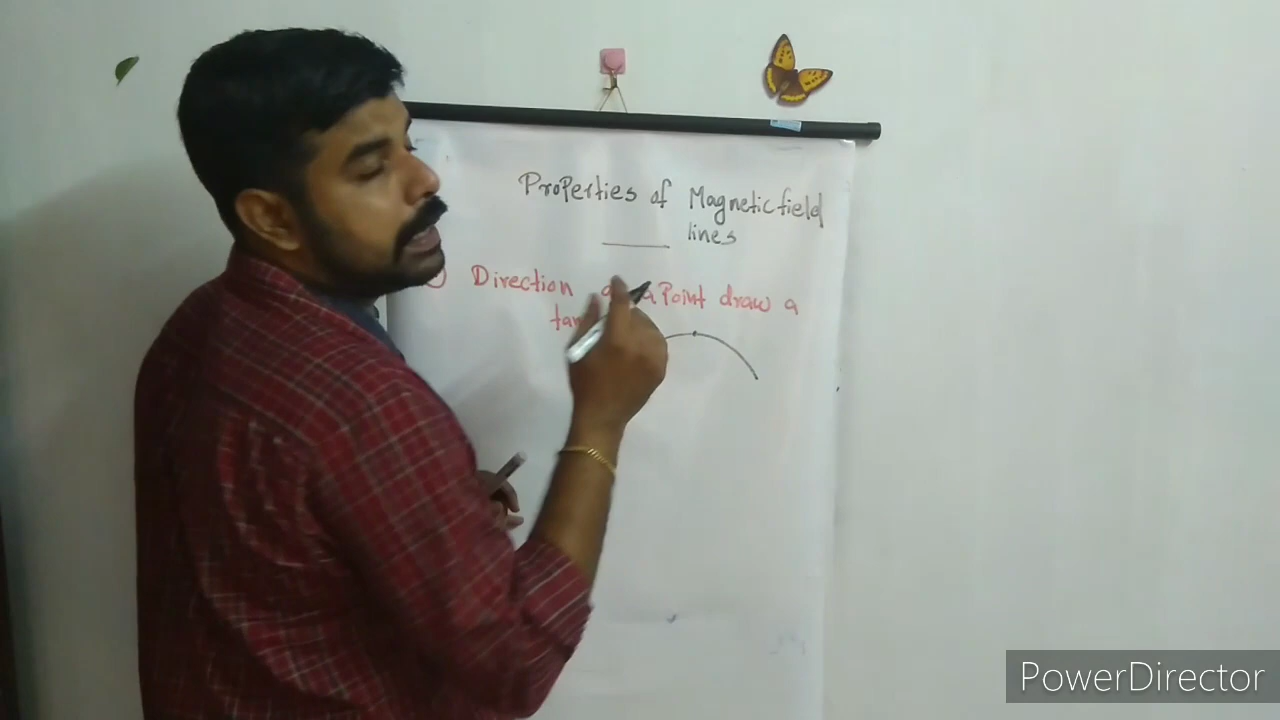 Properties of Magnetic field
lines
Direction a Point draw a
PowerDirector